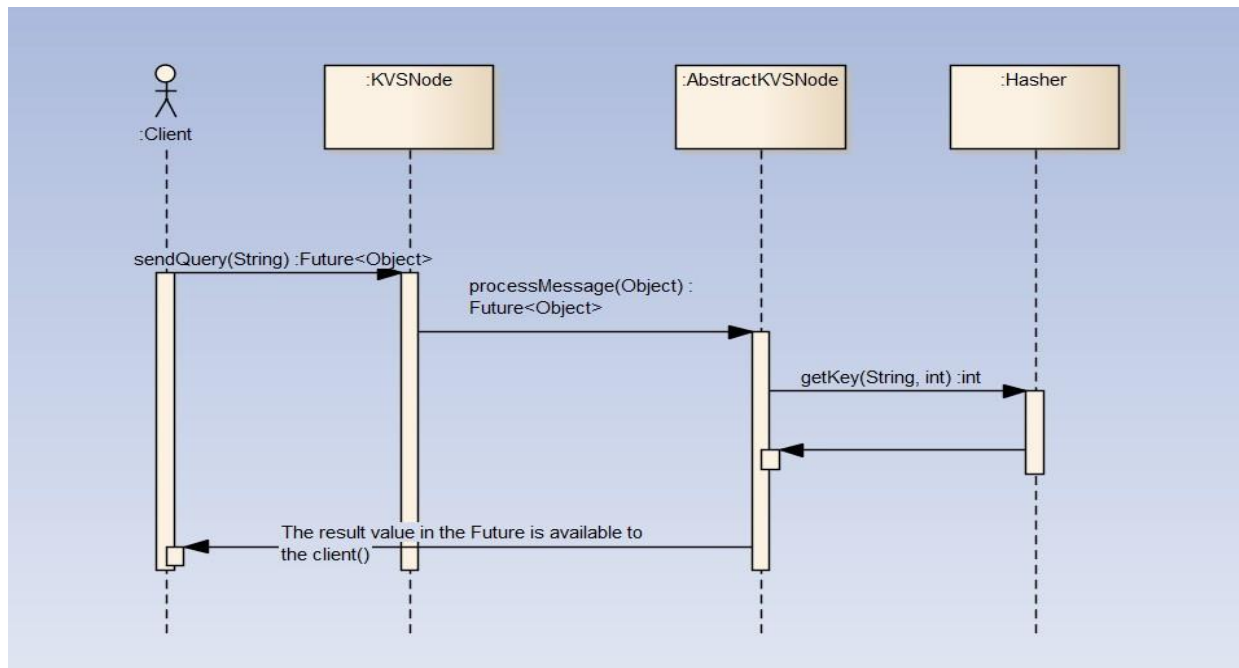 :KVSNode
:AbstractKVSNode
:Hasher
:Client
sendQuery(String) :Future<Object>
processMessage(Object) :
Future<Object>
getKey(String, int) :int
The result value in the Future is available to
the client()